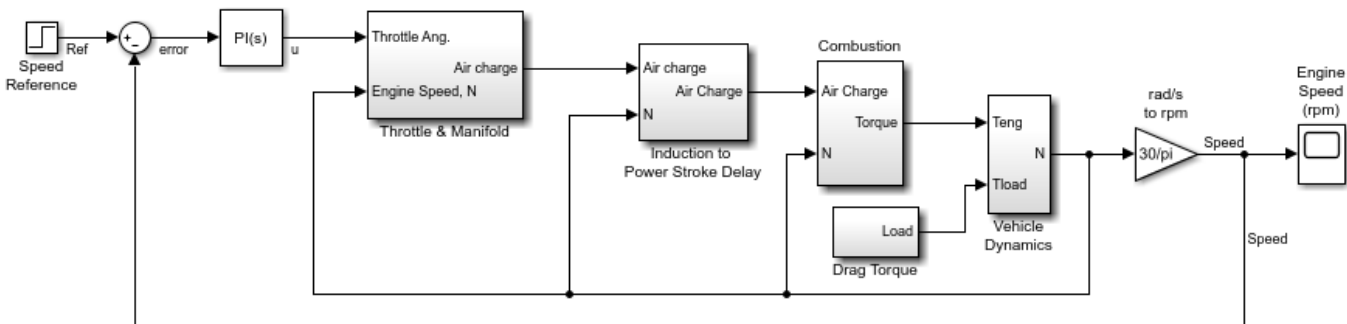 Ref
Speed
Reference
+
-
error
PI(s)
u
Throttle Ang.
Air charge
Engine Speed, N
Throttle & Manifold
Air charge
Air Charge
N
Induction to
Power Stroke Delay
Combustion
Air Charge
Torque
N
Load
Drag Torque
Teng
N
Tload
Vehicle
Dynamics
rad/s
to rpm
30/pi
Speed
Speed
Engine
Speed
(rpm)